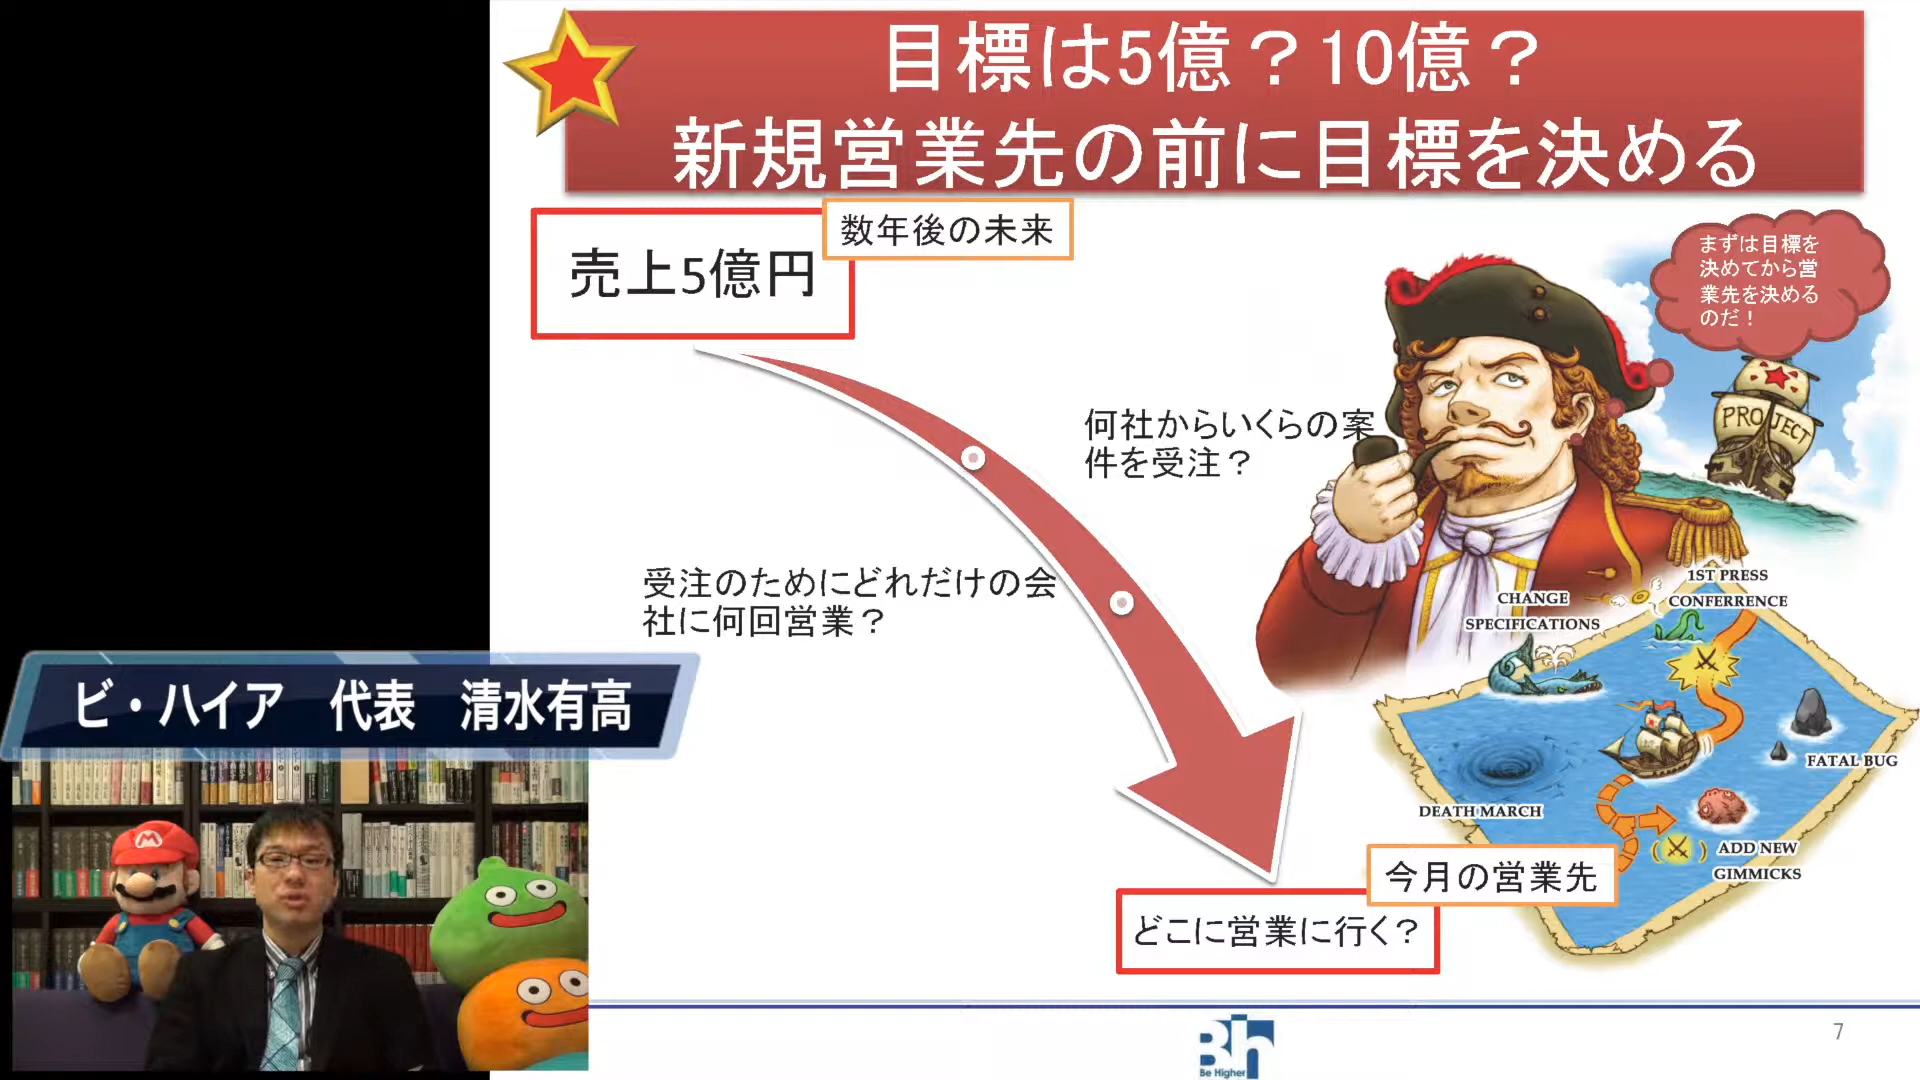 目標は5億？10億？
新規営業先の前に目標を決める
数年後の未来
売上5億円
まずは目標を
決めてから営
業先を決める
のだ！
PROJECT
何社からいくらの案
件を受注？
受注のためにどれだけの会
社に何回営業？
1ST PRESS
CONFERRENCE
CHANGE
SPECIFICATIONS
FATAL BUG
DEATH MARCH
ADD NEW
GIMMICKS
今月の営業先
どこに営業に行く？
ビ・ハイア　代表　清水有高
M
Bh
Be Higher
7